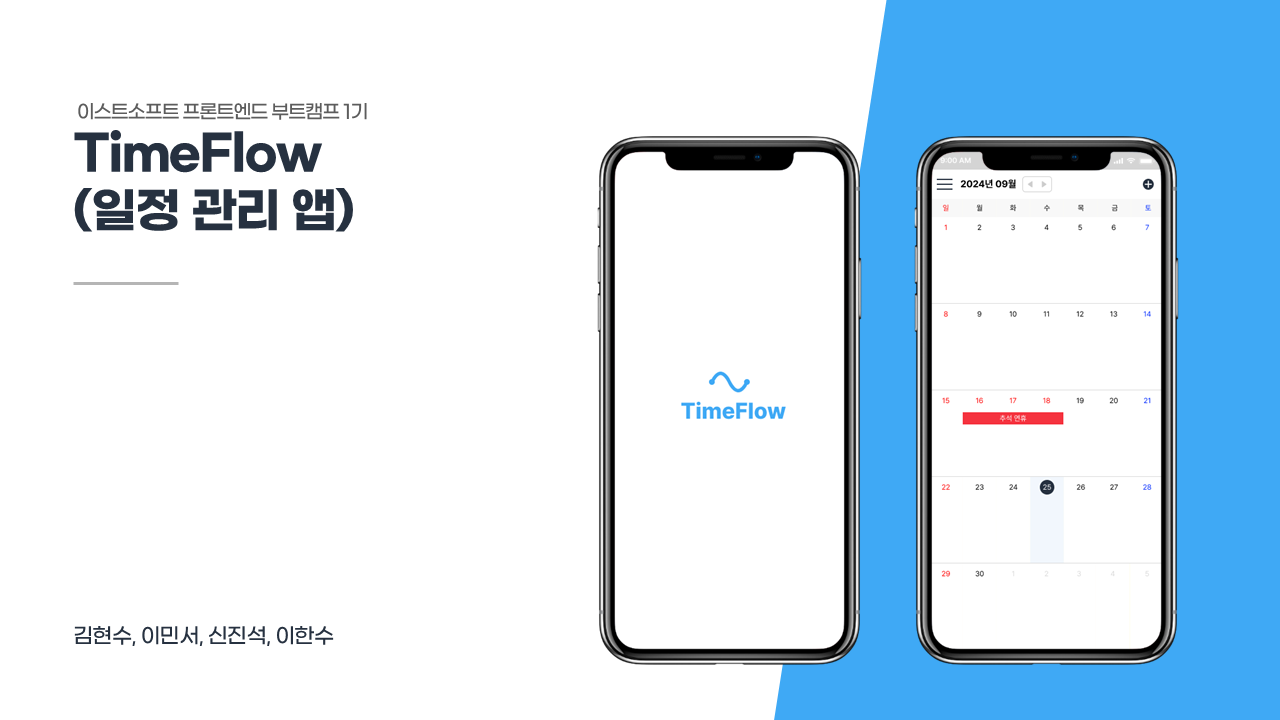 이스트소프트 프론트엔드 부트캠프 1기
TimeFlow
(일정 관리 앱)
김현수, 이민서, 신진석, 이한수
TimeFlow
9:00 AM
2024년 09월
일 월 화 수 목 금 토
1 2 3 4 5 6 7
8 9 10 11 12 13 14
15 16 17 18 19 20 21
추석 연휴
22 23 24 25 26 27 28
29 30 1 2 3 4 5